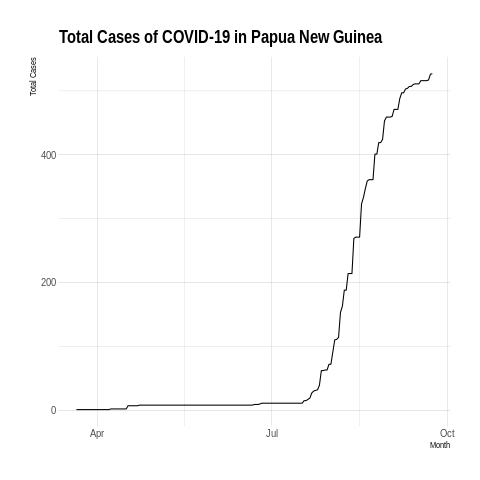 Total Cases of COVID-19 in Papua New Guinea
Total Cases
400
200
0
Apr Jul Oct
Month